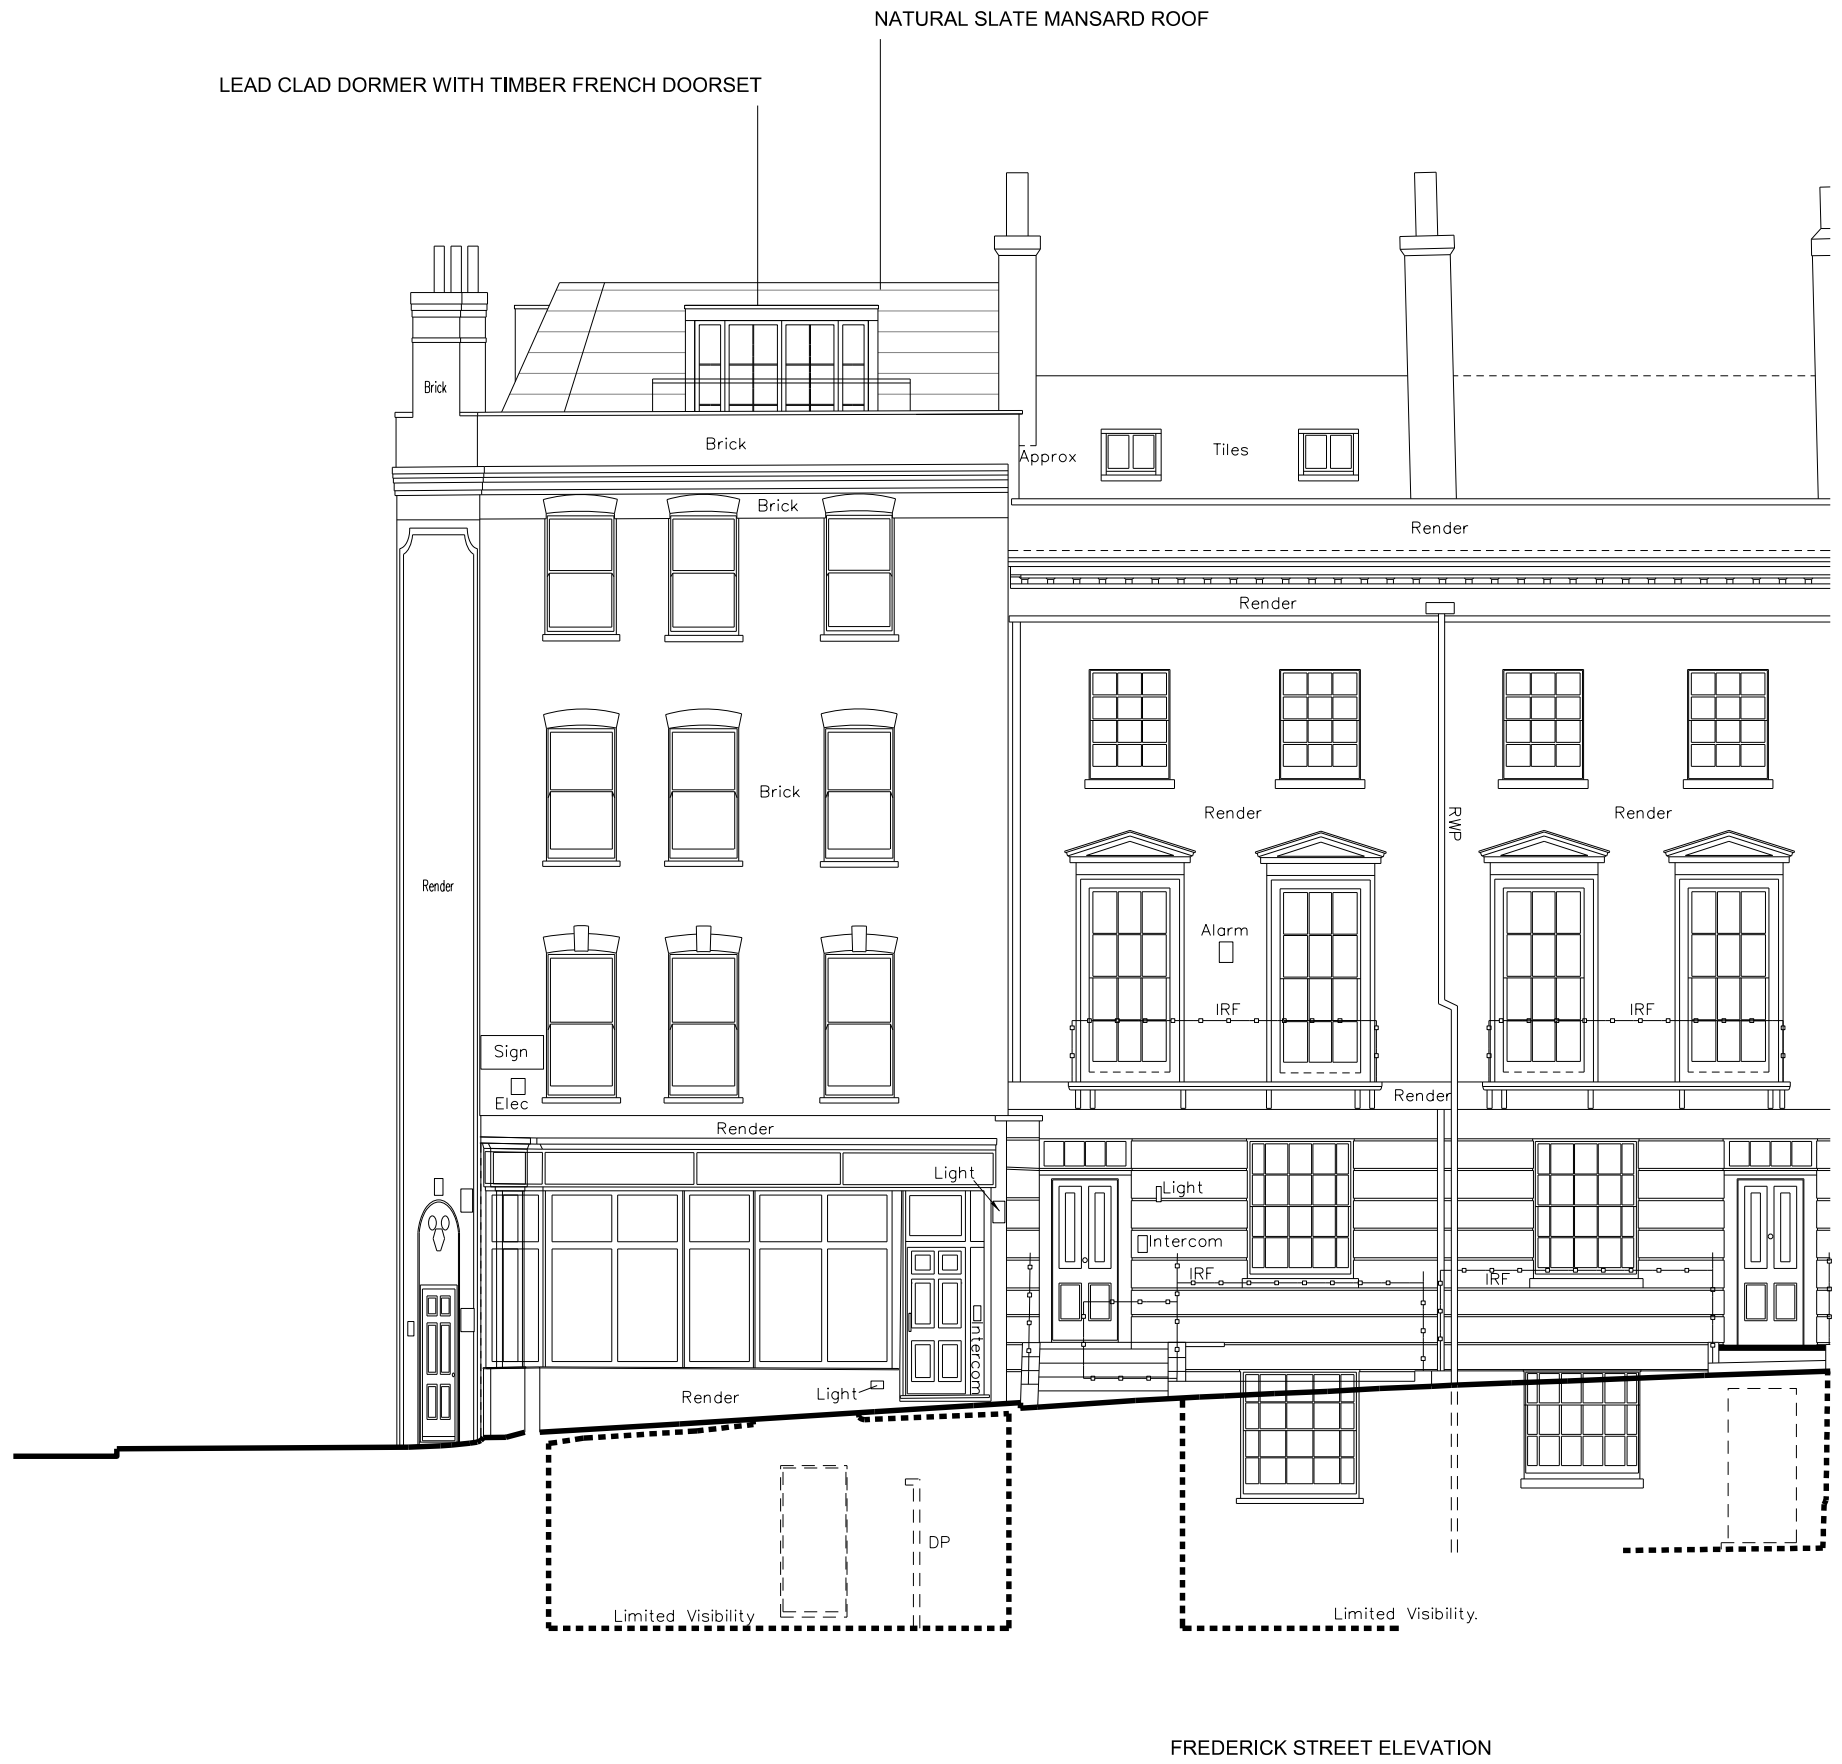 NATURAL SLATE MANSARD ROOF
LEAD CLAD DORMER WITH TIMBER FRENCH DOORSET
Brick
Brick
Approx
Tiles
Brick
Render
Render
Brick
Render
Render
RWP
Render
Alarm
IRF
IRF
Sign
Elec
Render
Render
Light
Light
Intercom
IRF
IRF
Intercom
Render
Light
DP
Limited Visibility
Limited Visibility.
FREDERICK STREET ELEVATION